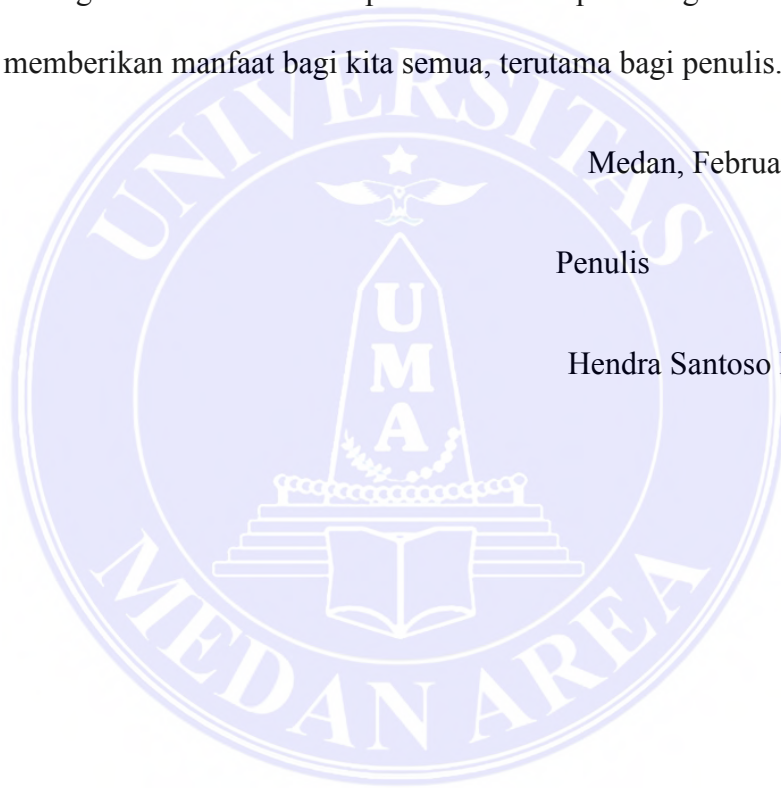 memberikan manfaat bagi kita semua, terutama bagi penulis.
Medan, Februa
Penulis
Hendra Santoso
UNIVERSITAS
UMA
MEDAN AREA